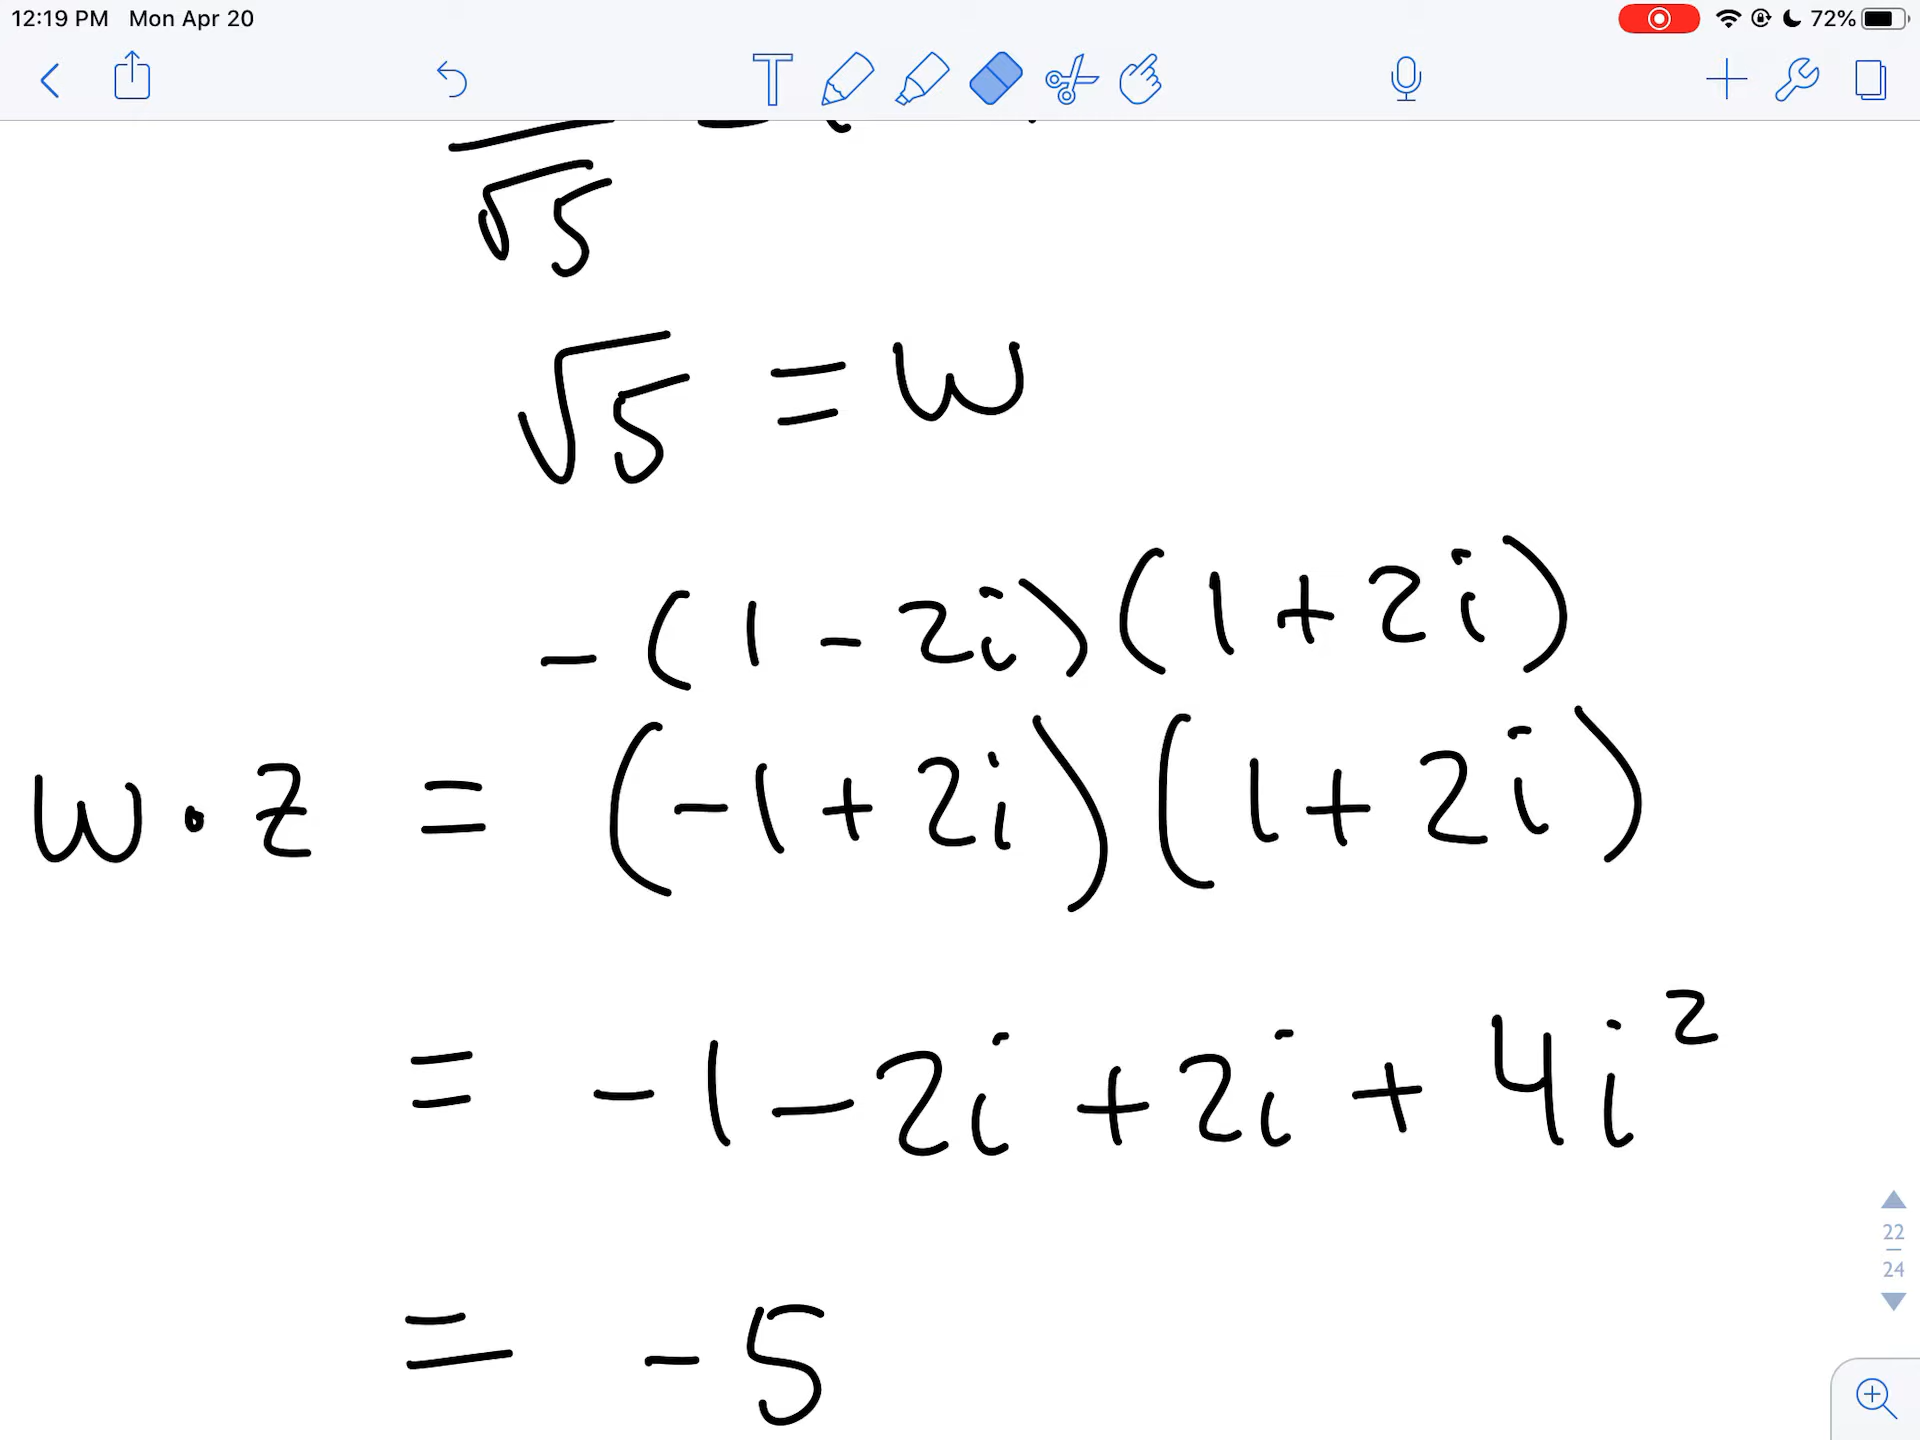 12:19 PM Mon Apr 20 72%
T
√5
√5 = w
-(1 - 2i)(1 + 2i)
w · z = (-1 + 2i)(1 + 2i)
= -1 - 2i + 2i + 4i²
22
24
= -5